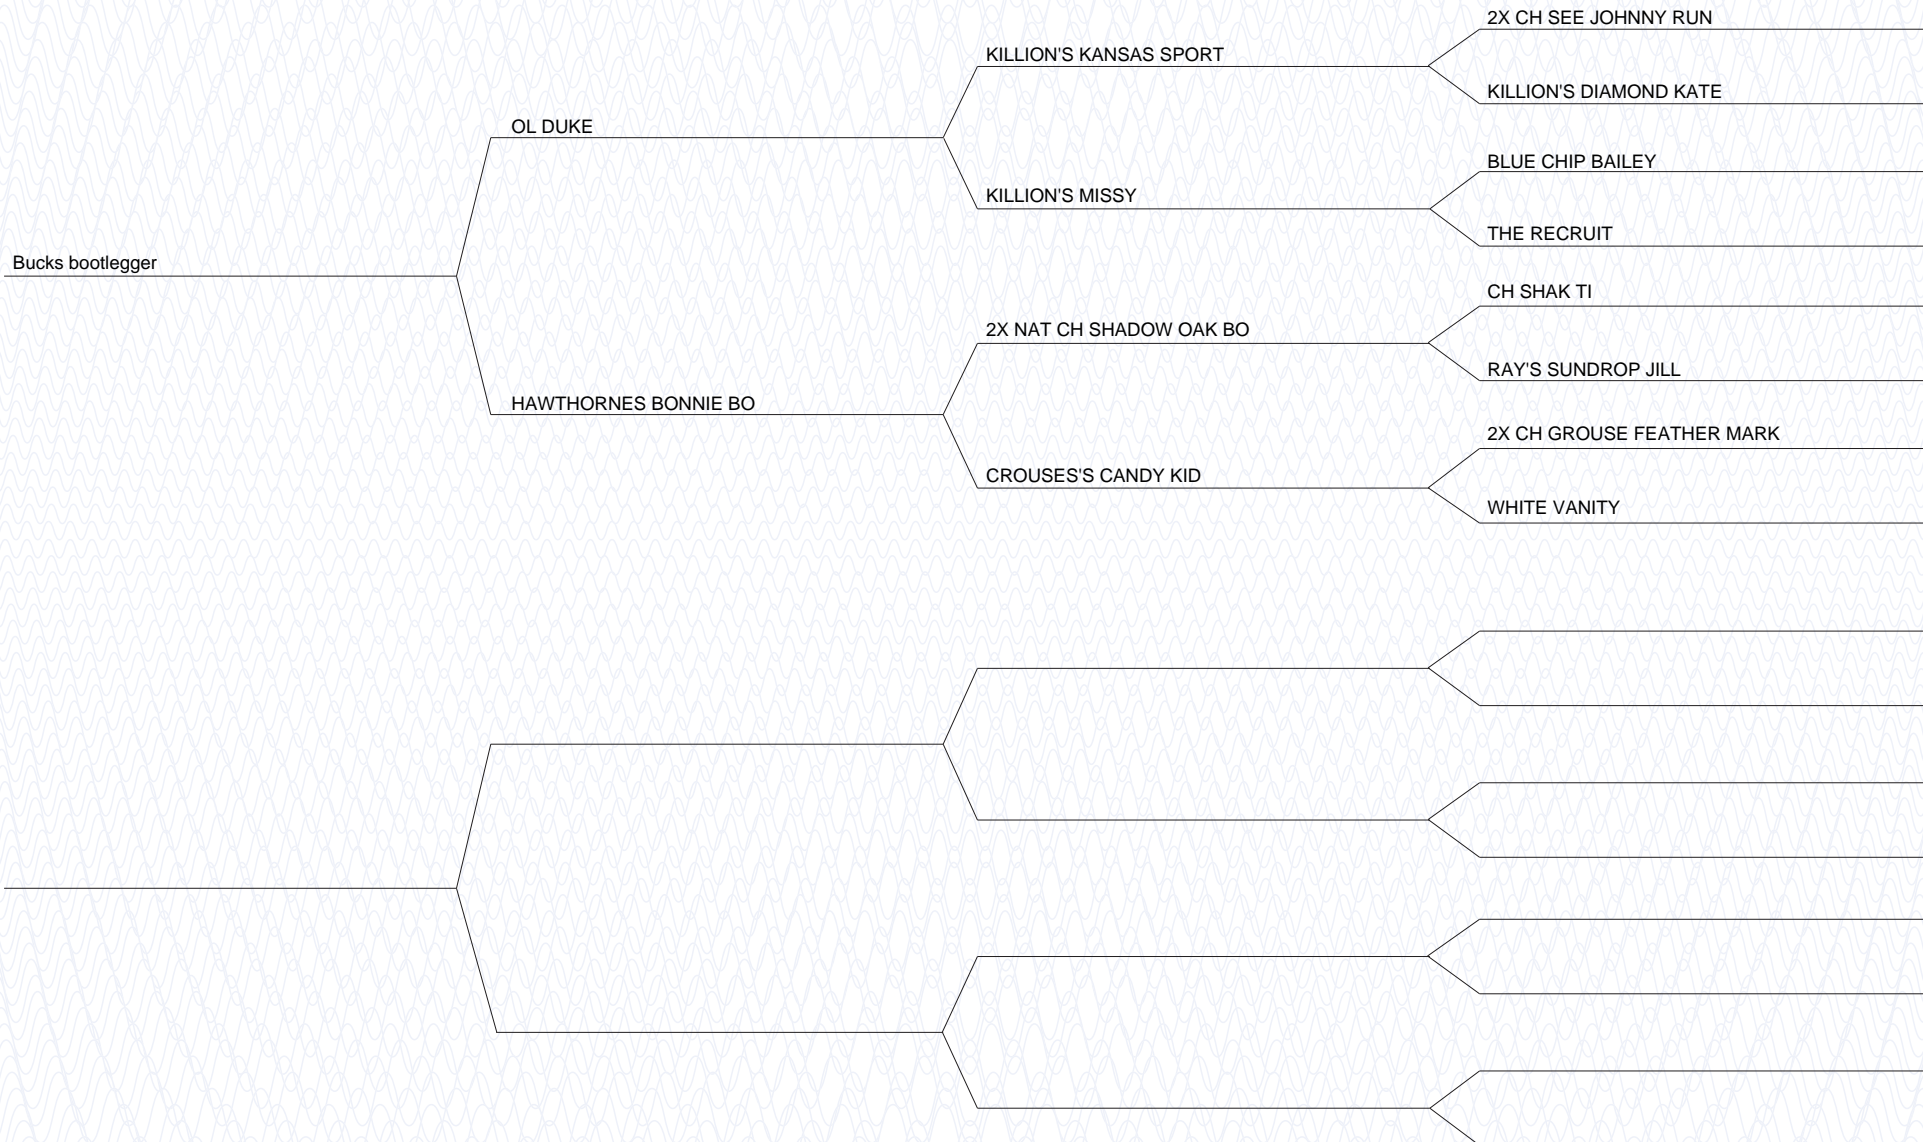 2X CH SEE JOHNNY RUN
KILLION'S KANSAS SPORT
KILLION'S DIAMOND KATE
OL DUKE
BLUE CHIP BAILEY
KILLION'S MISSY
THE RECRUIT
Bucks bootlegger
CH SHAK TI
2X NAT CH SHADOW OAK BO
RAY'S SUNDROP JILL
HAWTHORNES BONNIE BO
2X CH GROUSE FEATHER MARK
CROUSES'S CANDY KID
WHITE VANITY